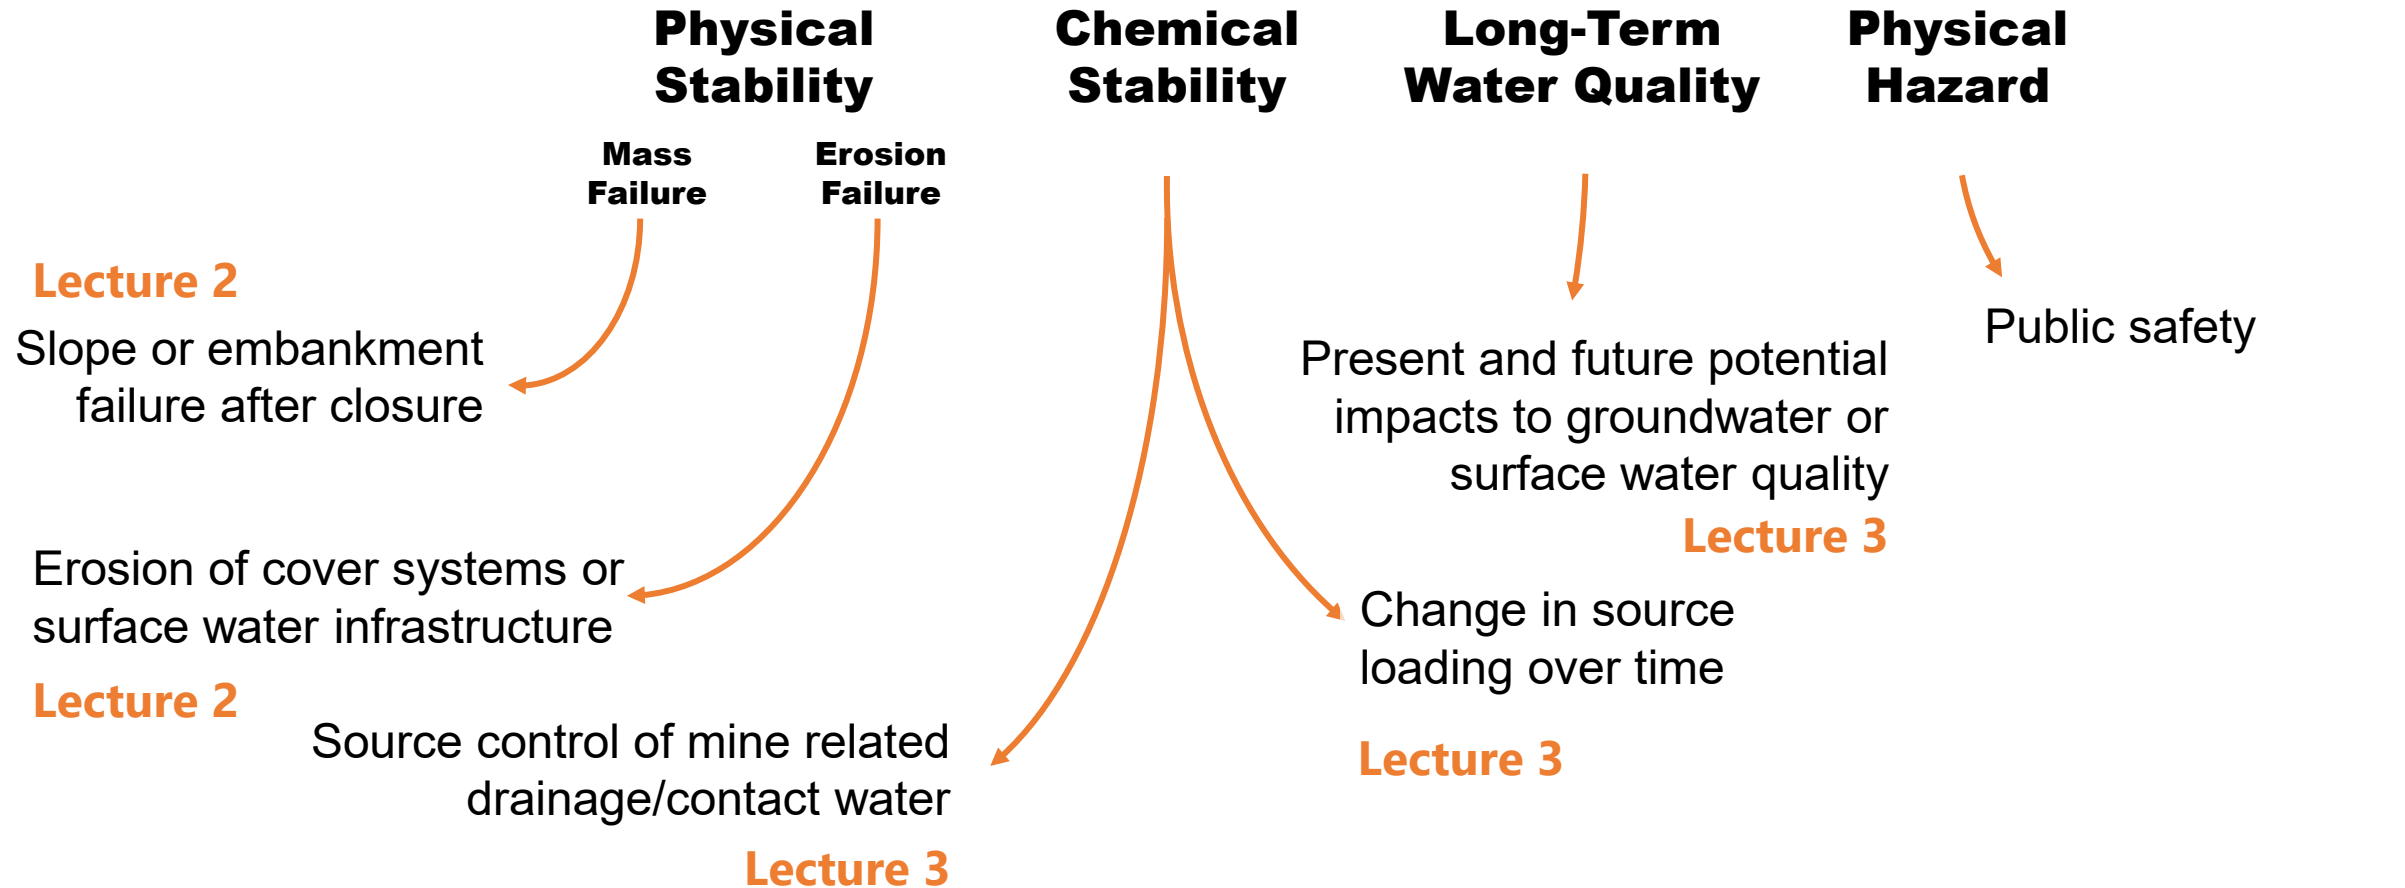 Physical
Stability
Chemical
Stability
Long-Term
Water Quality
Physical
Hazard
Mass
Failure
Erosion
Failure
Lecture 2
Slope or embankment
failure after closure
Erosion of cover systems or
surface water infrastructure
Lecture 2
Source control of mine related
drainage/contact water
Lecture 3
Change in source
loading over time
Lecture 3
Present and future potential
impacts to groundwater or
surface water quality
Lecture 3
Public safety